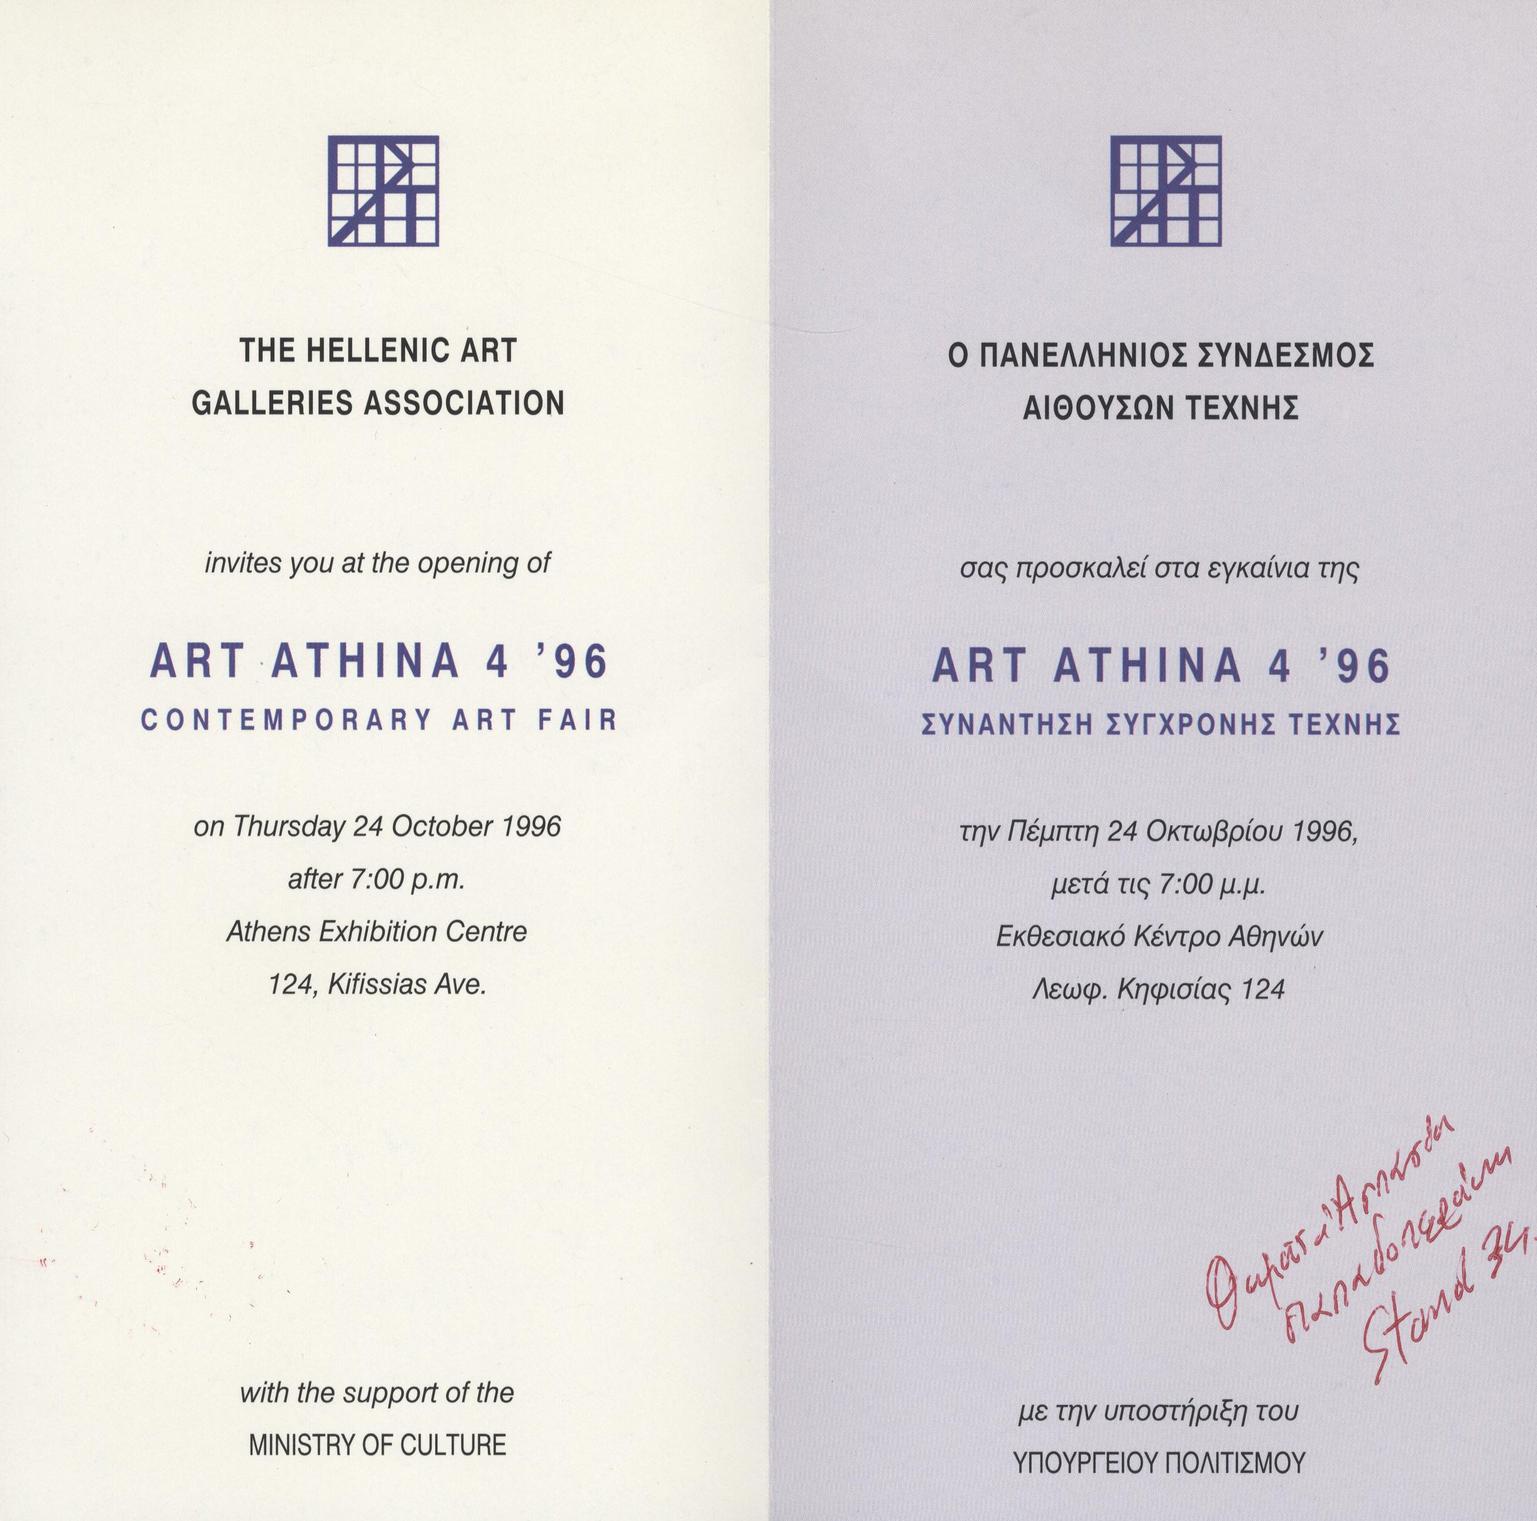 THE HELLENIC ART
GALLERIES ASSOCIATION
invites you at the opening of
ART ATHINA 4 ’96
CONTEMPORARY ART FAIR
on Thursday 24 October 1996
after 7:00 p.m.
Athens Exhibition Centre
124, Kifissias Ave.
with the support of the
MINISTRY OF CULTURE
Ο ΠΑΝΕΛΛΗΝΙΟΣ ΣΥΝΔΕΣΜΟΣ
ΑΙΘΟΥΣΩΝ ΤΕΧΝΗΣ
σας προσκαλεί στα εγκαίνια της
ART ATHINA 4 ’96
ΣΥΝΑΝΤΗΣΗ ΣΥΓΧΡΟΝΗΣ ΤΕΧΝΗΣ
την Πέμπτη 24 Οκτωβρίου 1996,
μετά τις 7:00 μ.μ.
Εκθεσιακό Κέντρο Αθηνών
Λεωφ. Κηφισίας 124
Stand 34
με την υποστήριξη του
ΥΠΟΥΡΓΕΙΟΥ ΠΟΛΙΤΙΣΜΟΥ